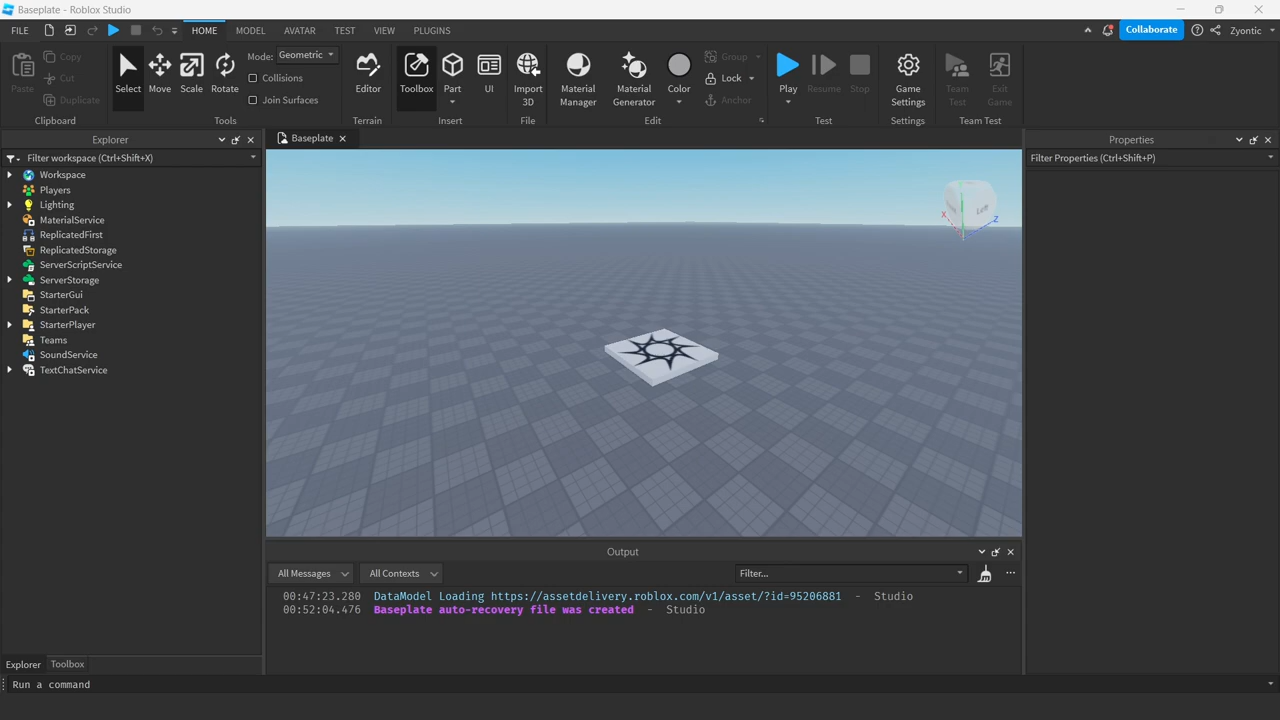 Baseplate - Roblox Studio
FILE
HOME
MODEL
AVATAR
TEST
VIEW
PLUGINS
Collaborate
Zyontic
Paste
Copy
Cut
Duplicate
Clipboard
Select
Move
Scale
Rotate
Mode: Geometric
Collisions
Join Surfaces
Tools
Editor
Terrain
Toolbox
Part
UI
Insert
Import
3D
File
Material
Manager
Material
Generator
Color
Group
Lock
Anchor
Edit
Play
Resume
Stop
Test
Game
Settings
Settings
Team
Test
Exit
Game
Team Test
Explorer
Filter workspace (Ctrl+Shift+X)
Workspace
Players
Lighting
MaterialService
ReplicatedFirst
ReplicatedStorage
ServerScriptService
ServerStorage
StarterGui
StarterPack
StarterPlayer
Teams
SoundService
TextChatService
Explorer
Toolbox
Baseplate
Left
X
Z
Output
All Messages
All Contexts
Filter...
00:47:23.280 DataModel Loading https://assetdelivery.roblox.com/v1/asset/?id=95206881 - Studio
00:52:04.476 Baseplate auto-recovery file was created - Studio
Properties
Filter Properties (Ctrl+Shift+P)
Run a command